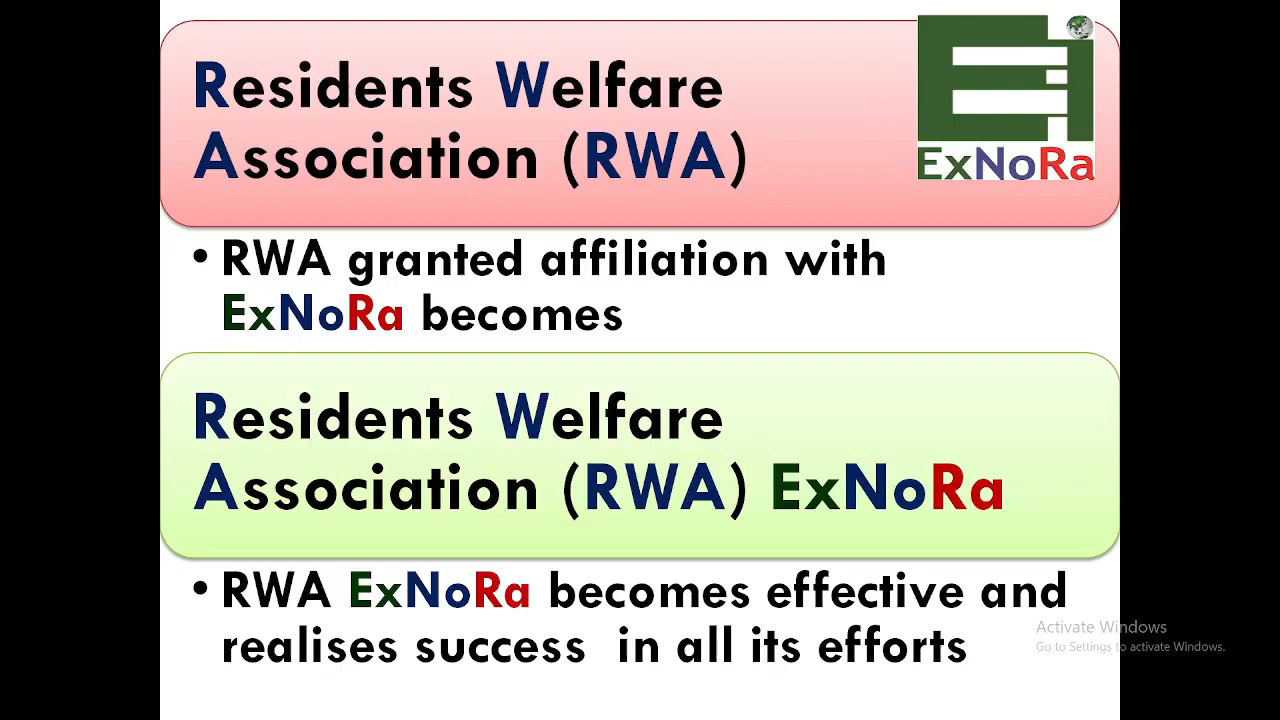 Residents Welfare
Association (RWA)
ExNoRa
• RWA granted affiliation with
ExNoRa becomes
Residents Welfare
Association (RWA) ExNoRa
• RWA ExNoRa becomes effective and
realises success in all its efforts
Activate Windows
Go to Settings to activate Windows.